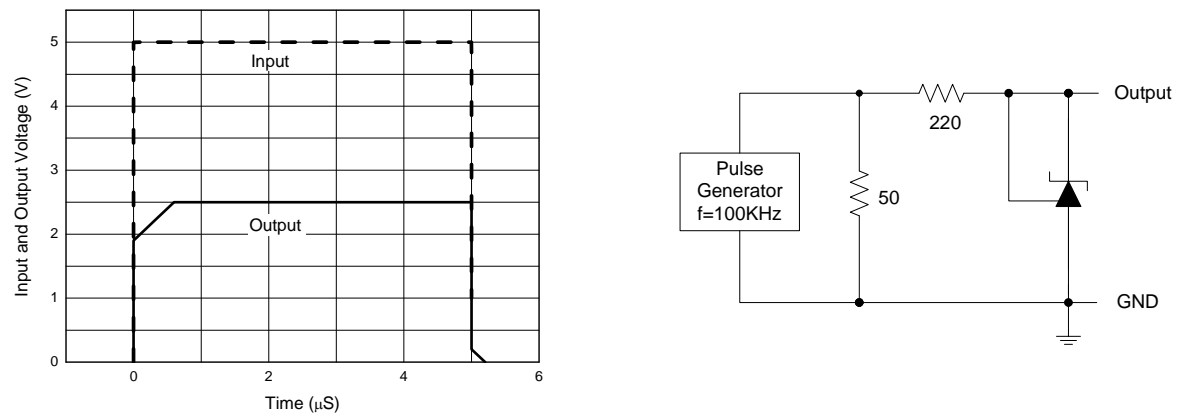 Input and Output Voltage (V)
5
4
3
2
1
0
Input
Output
0
2
4
6
Time (μS)
Pulse
Generator
f=100KHz
50
220
Output
GND